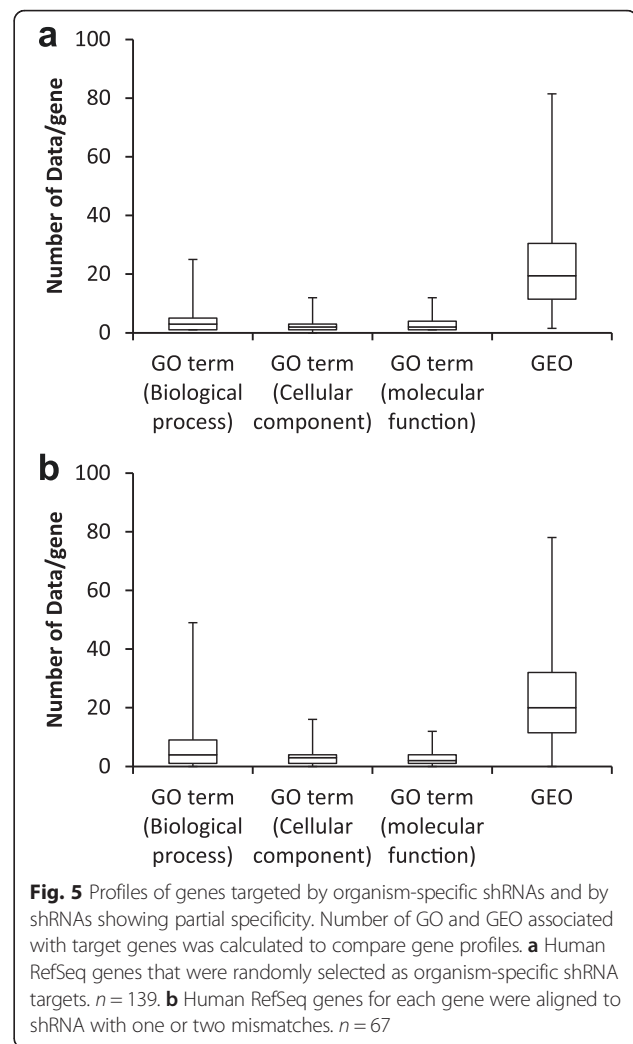 a
100
80
60
40
20
0
Number of Data/gene
GO term GO term GO term GEO
(Biological (Cellular (molecular
process) component) function)
b
100
80
60
40
20
0
Number of Data/gene
GO term GO term GO term GEO
(Biological (Cellular (molecular
process) component) function)
Fig. 5 Profiles of genes targeted by organism-specific shRNAs and by
shRNAs showing partial specificity. Number of GO and GEO associated
with target genes was calculated to compare gene profiles. a Human
RefSeq genes that were randomly selected as organism-specific shRNA
targets. n = 139. b Human RefSeq genes for each gene were aligned to
shRNA with one or two mismatches. n = 67